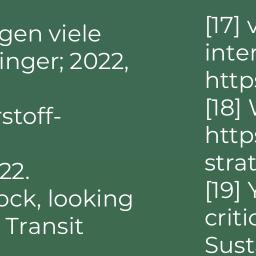 gen viele
inger; 2022,
rstoff-
22.
ock, looking
Transit
[17] v
inter
https
[18] W
https
strat
[19] Y
critic
Sust